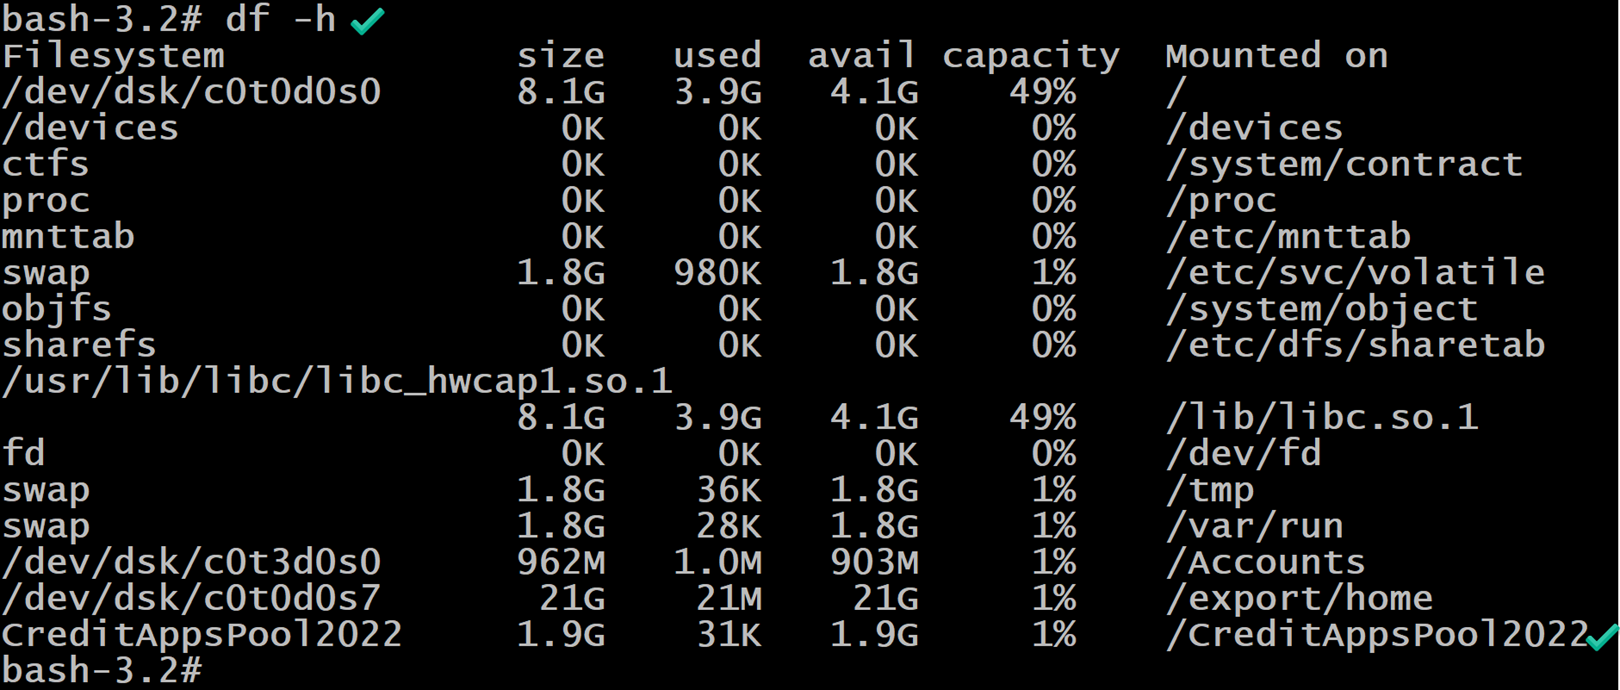 bash-3.2# df -h
Filesystem size used avail capacity Mounted on
/dev/dsk/c0t0d0s0 8.1G 3.9G 4.1G 49% /
/devices 0K 0K 0K 0% /devices
ctfs 0K 0K 0K 0% /system/contract
proc 0K 0K 0K 0% /proc
mnttab 0K 0K 0K 0% /etc/mnttab
swap 1.8G 980K 1.8G 1% /etc/svc/volatile
objfs 0K 0K 0K 0% /system/object
sharefs 0K 0K 0K 0% /etc/dfs/sharetab
/usr/lib/libc/libc_hwcap1.so.1
8.1G 3.9G 4.1G 49% /lib/libc.so.1
fd 0K 0K 0K 0% /dev/fd
swap 1.8G 36K 1.8G 1% /tmp
swap 1.8G 28K 1.8G 1% /var/run
/dev/dsk/c0t3d0s0 962M 1.0M 903M 1% /Accounts
/dev/dsk/c0t0d0s7 21G 21M 21G 1% /export/home
CreditAppsPool2022 1.9G 31K 1.9G 1% /CreditAppsPool2022
bash-3.2#